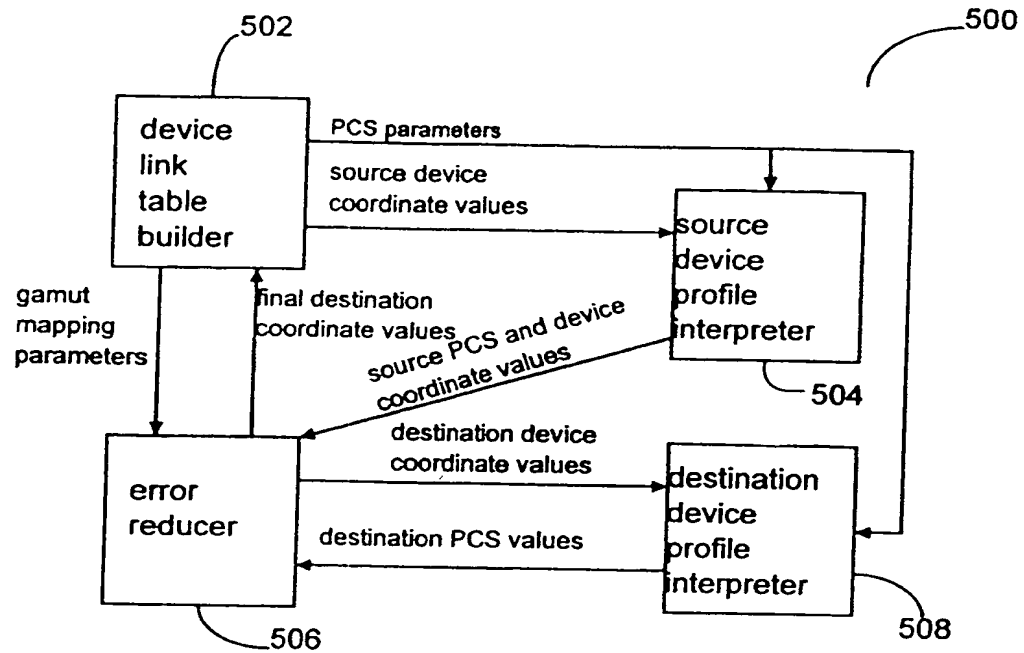 502
500
device
link
table
builder
PCS parameters
source device
coordinate values
source
device
profile
interpreter
504
gamut
mapping
parameters
final destination
coordinate values
source PCS and device
coordinate values
error
reducer
506
destination device
coordinate values
destination PCS values
destination
device
profile
interpreter
508